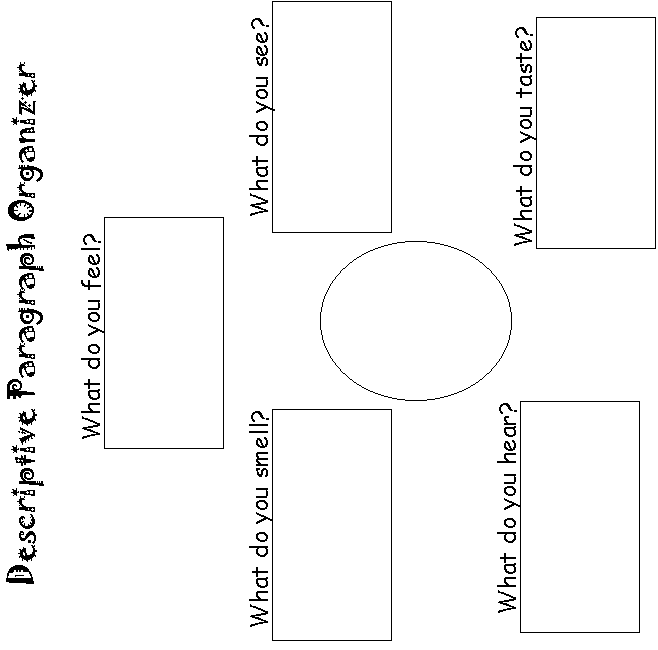 Descriptive Paragraph Organizer
What do you feel?
What do you smell?
What do you see?
What do you hear?
What do you taste?